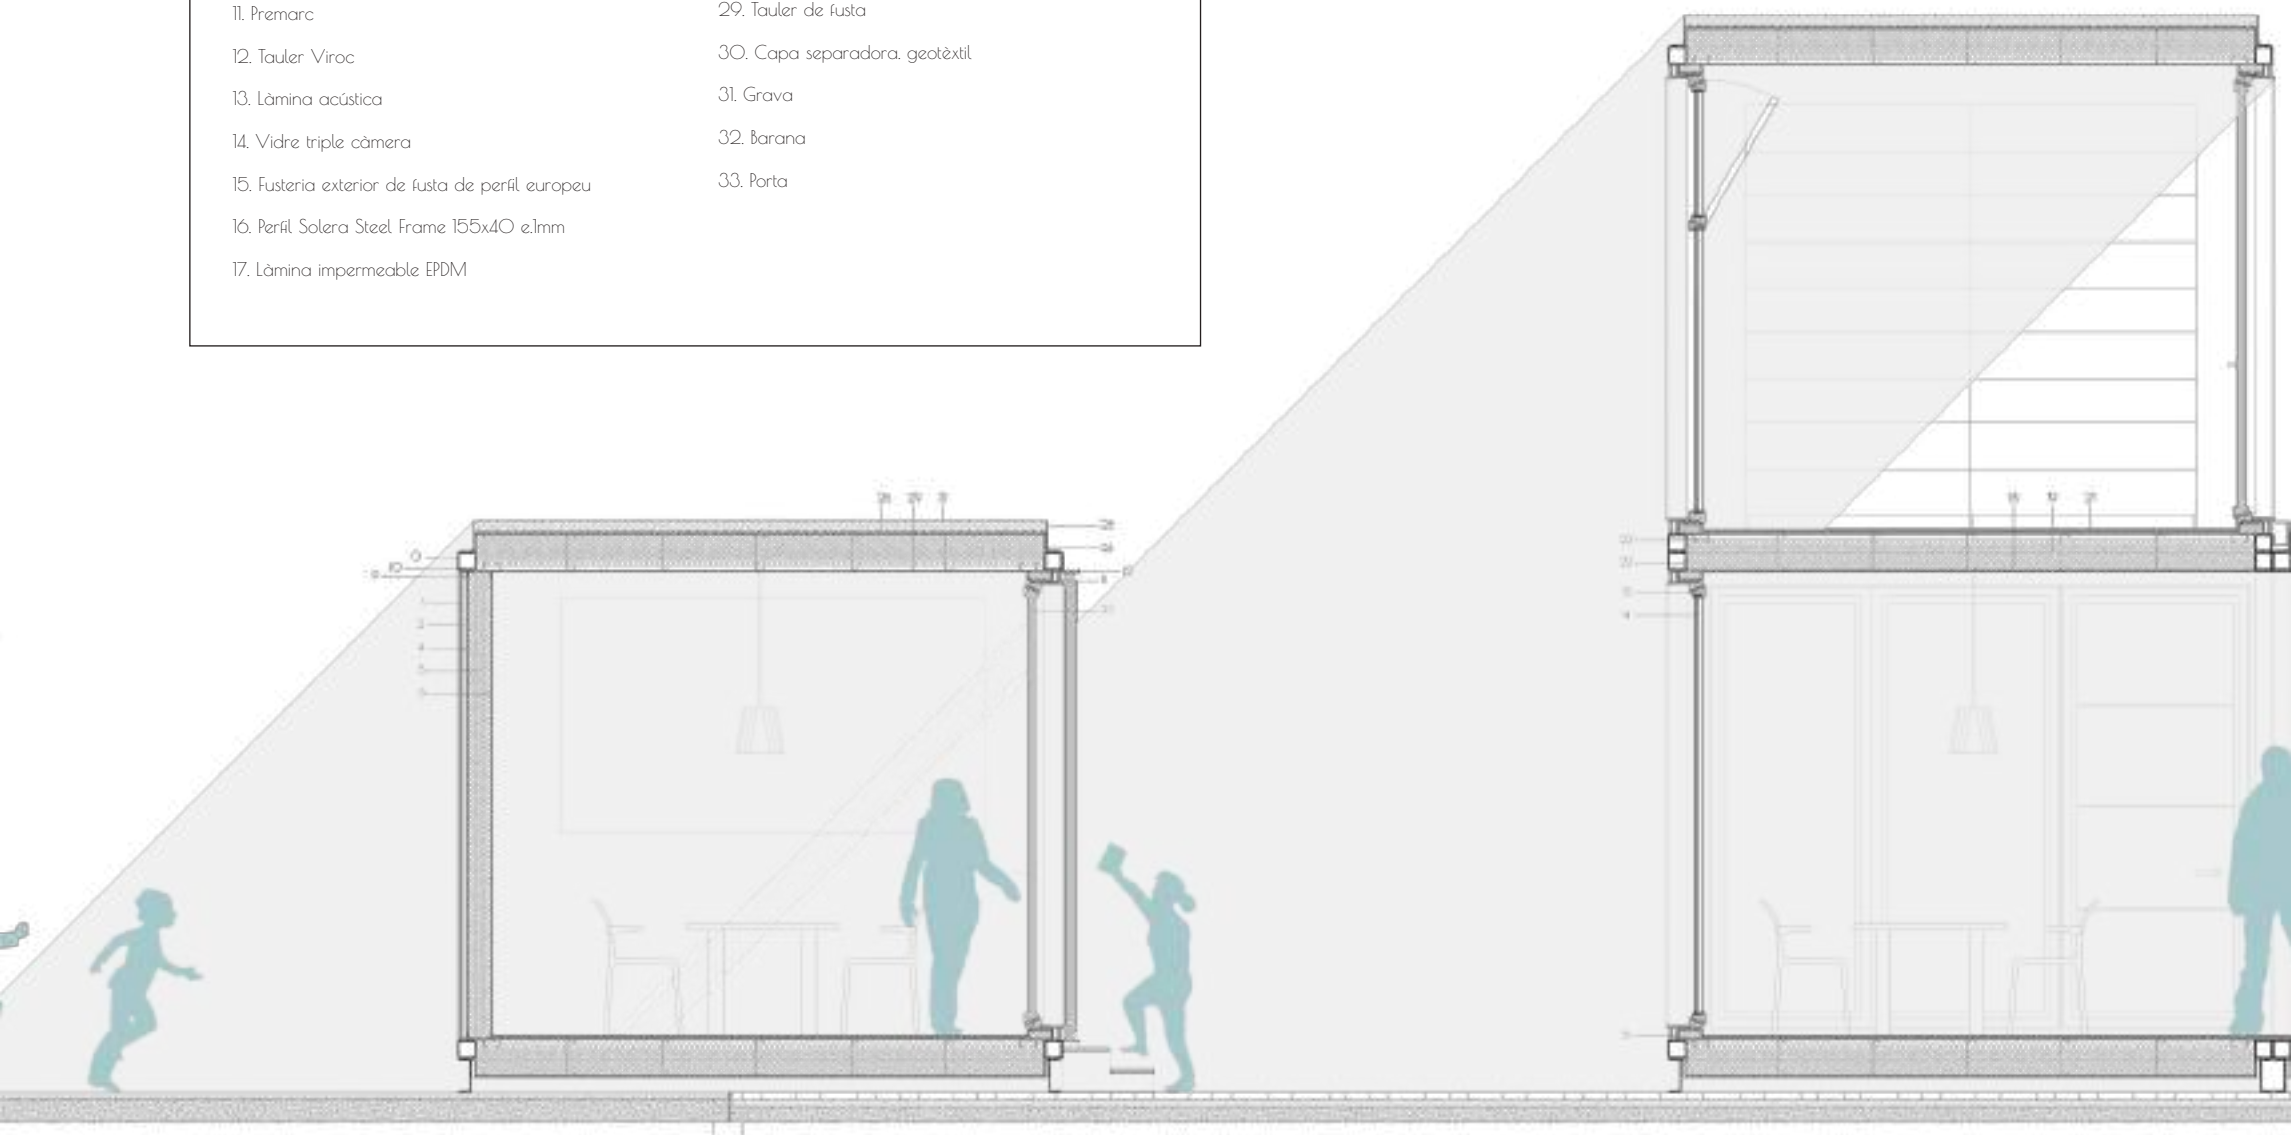 11. Premarc
12. Tauler Viroc
13. Làmina acústica
14. Vidre triple càmera
15. Fusteria exterior de fusta de perfil europeu
16. Perfil Solera Steel Frame 155x40 e.1mm
17. Làmina impermeable EPDM
29. Tauler de fusta
30. Capa separadora. geotèxtil
31. Grava
32. Barana
33. Porta